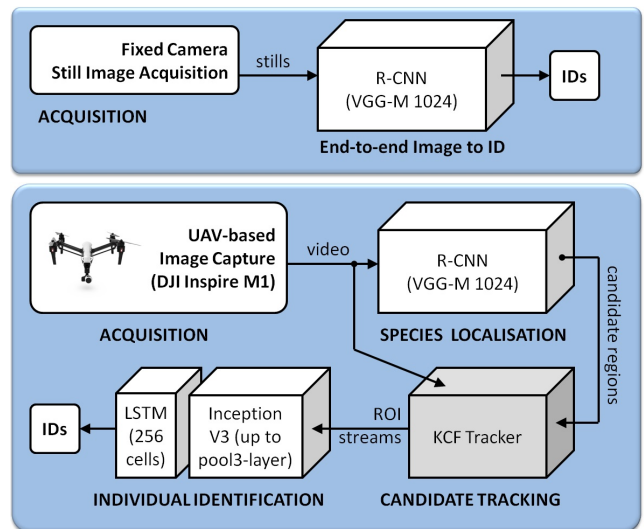 Fixed Camera
Still Image Acquisition
stills
R-CNN
(VGG-M 1024)
IDs
ACQUISITION
End-to-end Image to ID
UAV-based
Image Capture
(DJI Inspire M1)
video
R-CNN
(VGG-M 1024)
candidate regions
ACQUISITION
SPECIES LOCALISATION
IDs
LSTM
(256
cells)
Inception
V3 (up to
pool3-layer)
ROI
streams
KCF Tracker
INDIVIDUAL IDENTIFICATION
CANDIDATE TRACKING